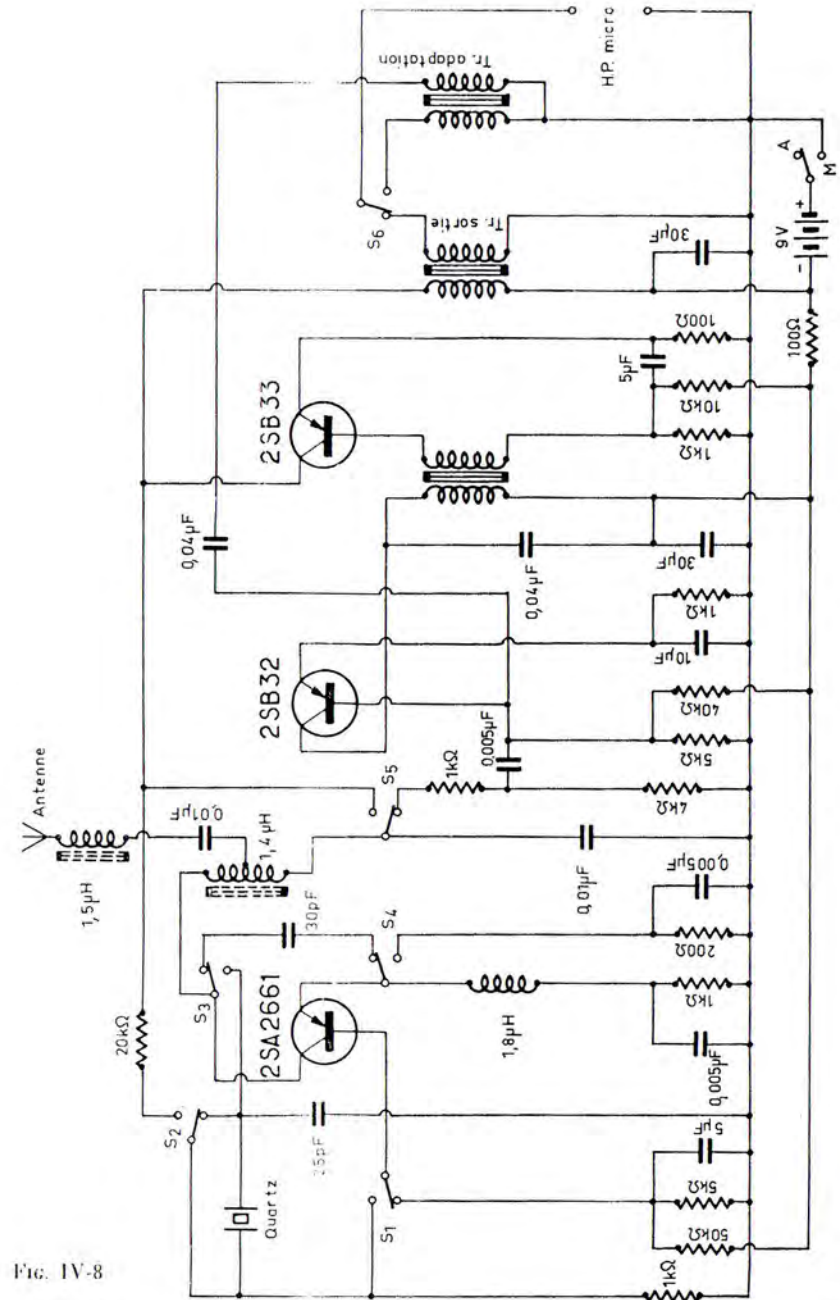 Antenne
1,5µH
0,01µF
1,4µH
20kΩ
S2
S3
30pF
2SA2661
S4
S5
Quartz
25pF
S1
1,8µH
1kΩ
50kΩ
5kΩ
5µF
0,005µF
1kΩ
200Ω
0,005µF
0,01µF
4kΩ
1kΩ
0,005µF
2SB32
5kΩ
40kΩ
10µF
1kΩ
30µF
0,04µF
0,04µF
2SB33
1kΩ
10kΩ
5µF
100Ω
30µF
Tr. sortie
S6
Tr. adaptation
H.P. micro
100Ω
9V
-
+
A
M
FIG. IV-8